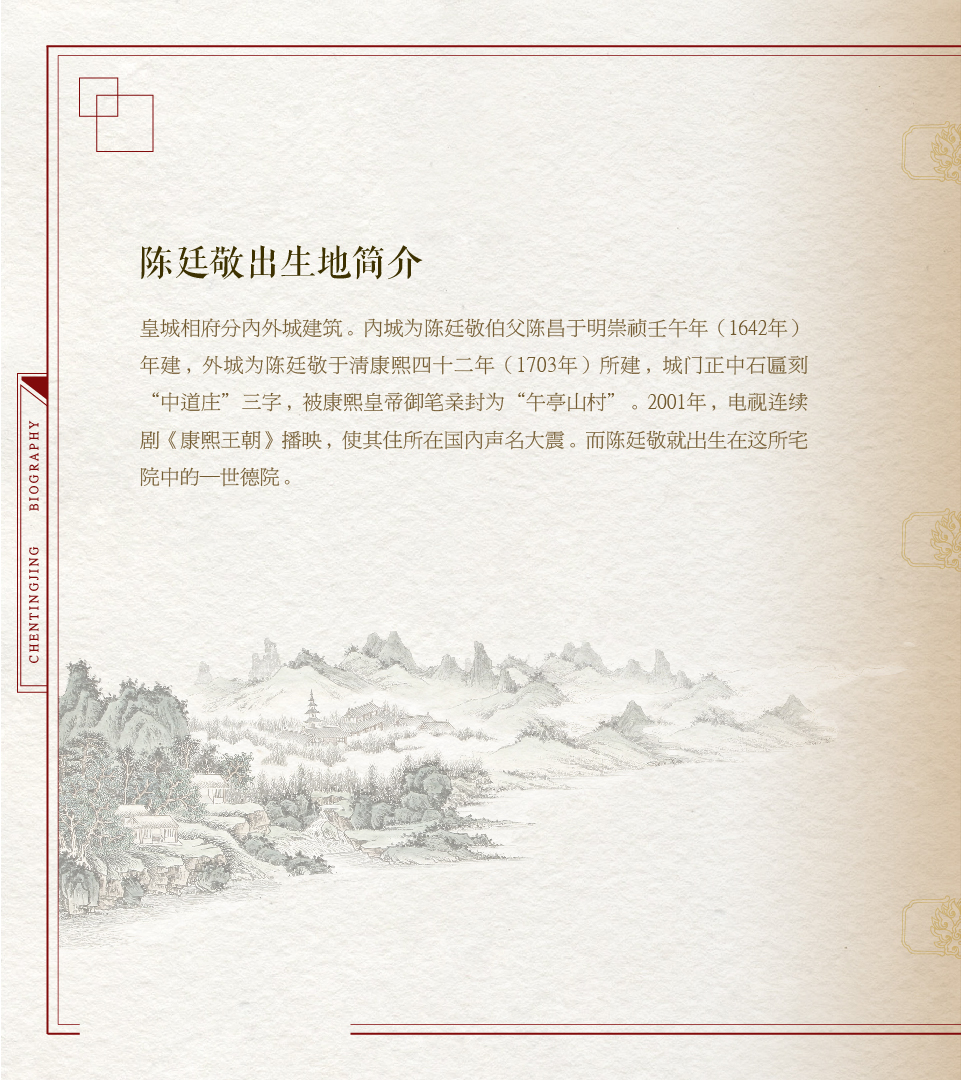 陈廷敬出生地简介
皇城相府分内外城建筑。内城为陈廷敬伯父陈昌于明崇祯壬午年（1642年）
年建，外城为陈廷敬于清康熙四十二年（1703年）所建，城门正中石匾刻
“中道庄”三字，被康熙皇帝御笔亲封为“午亭山村”。2001年，电视连续
剧《康熙王朝》播映，使其住所在国内声名大震。而陈廷敬就出生在这所宅
院中的一世德院。
BIOGRAPHY
CHENTINGJING